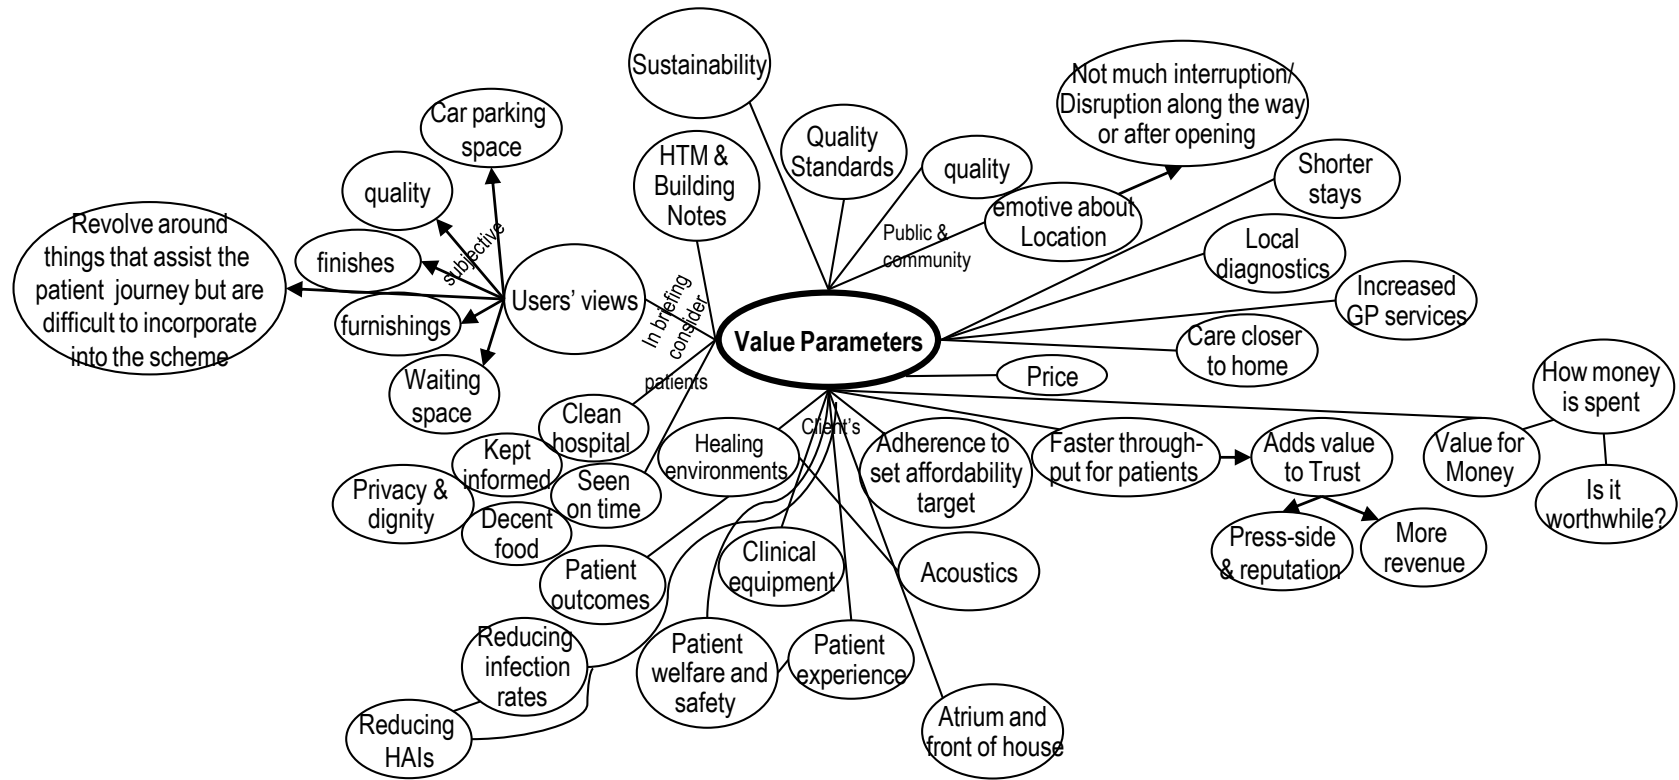 Sustainability
Not much interruption/
Disruption along the way
or after opening
Car parking
space
Quality
Standards
HTM &
Building
Notes
quality
Shorter
stays
quality
emotive about
Location
Revolve around
things that assist the
patient journey but are
difficult to incorporate
into the scheme
finishes
subjective
Public &
community
Local
diagnostics
furnishings
Users' views
In briefing
consider
Increased
GP services
Value Parameters
Care closer
to home
Waiting
space
patients
Price
How money
is spent
Clean
hospital
Client's
Healing
environments
Adherence to
set affordability
target
Faster through-
put for patients
Adds value
to Trust
Value for
Money
Kept
informed
Privacy &
dignity
Seen
on time
Is it
worthwhile?
Decent
food
Press-side
& reputation
More
revenue
Patient
outcomes
Clinical
equipment
Acoustics
Reducing
infection
rates
Patient
welfare and
safety
Patient
experience
Reducing
HAIs
Atrium and
front of house